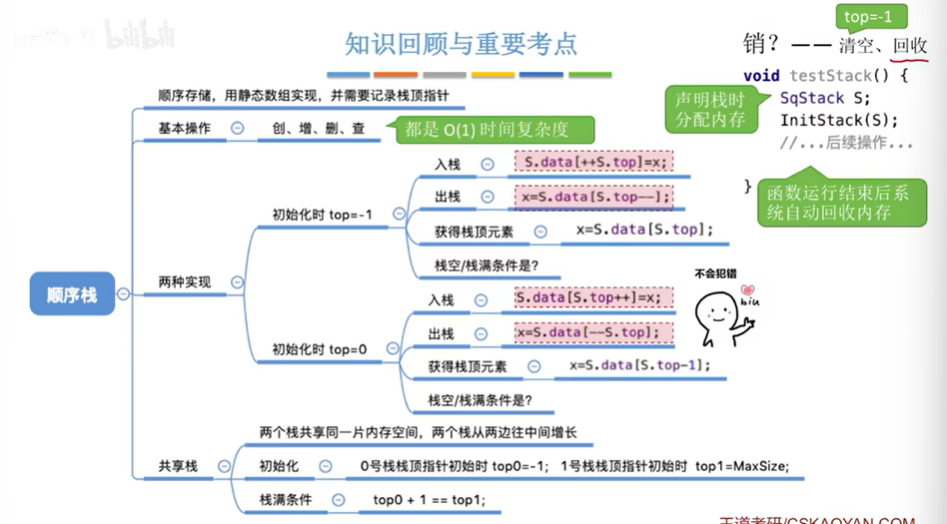 bilibili
知识回顾与重要考点
top=-1
销？—— 清空、回收
void testStack() {
SqStack S;
InitStack(S);
//...后续操作...
}
声明栈时
分配内存
函数运行结束后系
统自动回收内存
顺序栈
顺序存储，用静态数组实现，并需要记录栈顶指针
基本操作
创、增、删、查
都是 O(1) 时间复杂度
两种实现
初始化时 top=-1
入栈
S.data[++S.top]=x;
出栈
x=S.data[S.top--];
获得栈顶元素
x=S.data[S.top];
栈空/栈满条件是?
初始化时 top=0
入栈
S.data[S.top++]=x;
出栈
x=S.data[--S.top];
获得栈顶元素
x=S.data[S.top-1];
栈空/栈满条件是?
不会犯错
biu
共享栈
两个栈共享同一片内存空间，两个栈从两边往中间增长
初始化
0号栈栈顶指针初始时 top0=-1; 1号栈栈顶指针初始时 top1=MaxSize;
栈满条件
top0 + 1 == top1;
王道考研/CSKAOYAN.COM